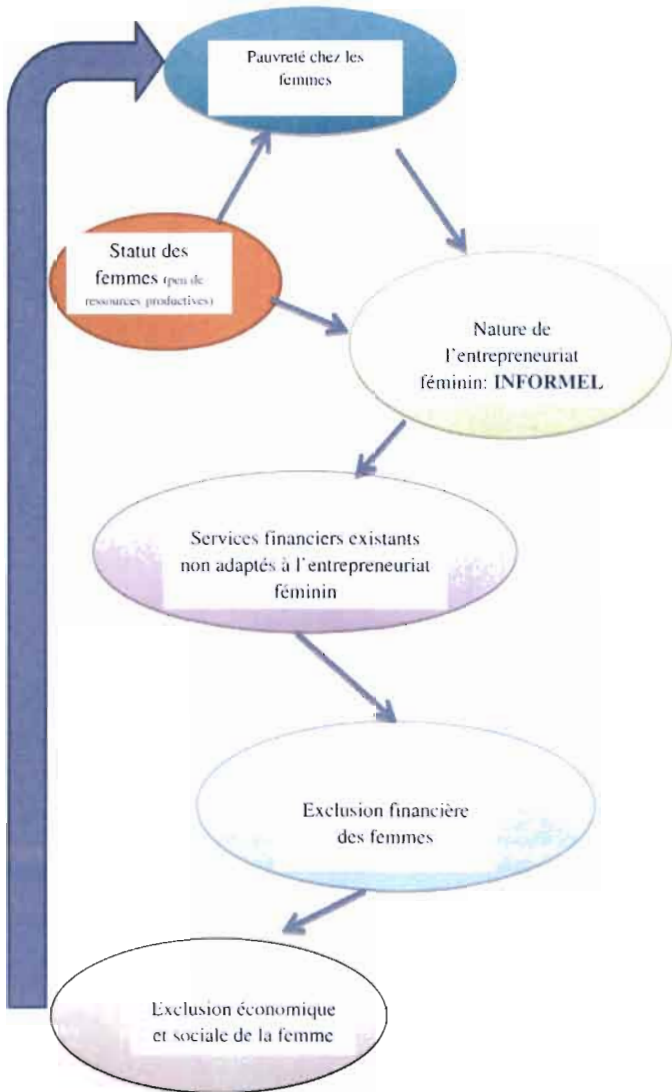 Pauvreté chez les
femmes
Statut des
femmes (peu de
ressources productives)
Nature de
l'entrepreneuriat
féminin: INFORMEL
Services financiers existants
non adaptés à l'entrepreneuriat
féminin
Exclusion financière
des femmes
Exclusion économique
et sociale de la femme